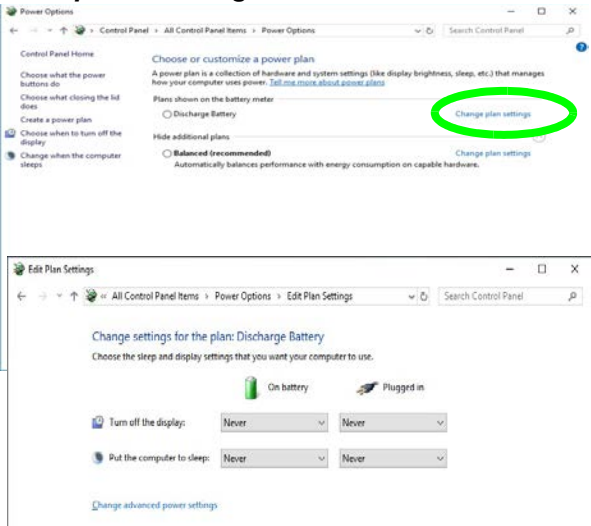 Power Options
Control Panel › All Control Panel Items › Power Options
Search Control Panel
Control Panel Home
Choose what the power
buttons do
Choose what closing the lid
does
Create a power plan
Choose when to turn off the
display
Change when the computer
sleeps
Choose or customize a power plan
A power plan is a collection of hardware and system settings (like display brightness, sleep, etc.) that manages
how your computer uses power. Tell me more about power plans
Plans shown on the battery meter
Discharge Battery Change plan settings
Hide additional plans
Balanced (recommended) Change plan settings
Automatically balances performance with energy consumption on capable hardware.
Edit Plan Settings
« All Control Panel Items › Power Options › Edit Plan Settings
Search Control Panel
Change settings for the plan: Discharge Battery
Choose the sleep and display settings that you want your computer to use.
On battery Plugged in
Turn off the display: Never Never
Put the computer to sleep: Never Never
Change advanced power settings